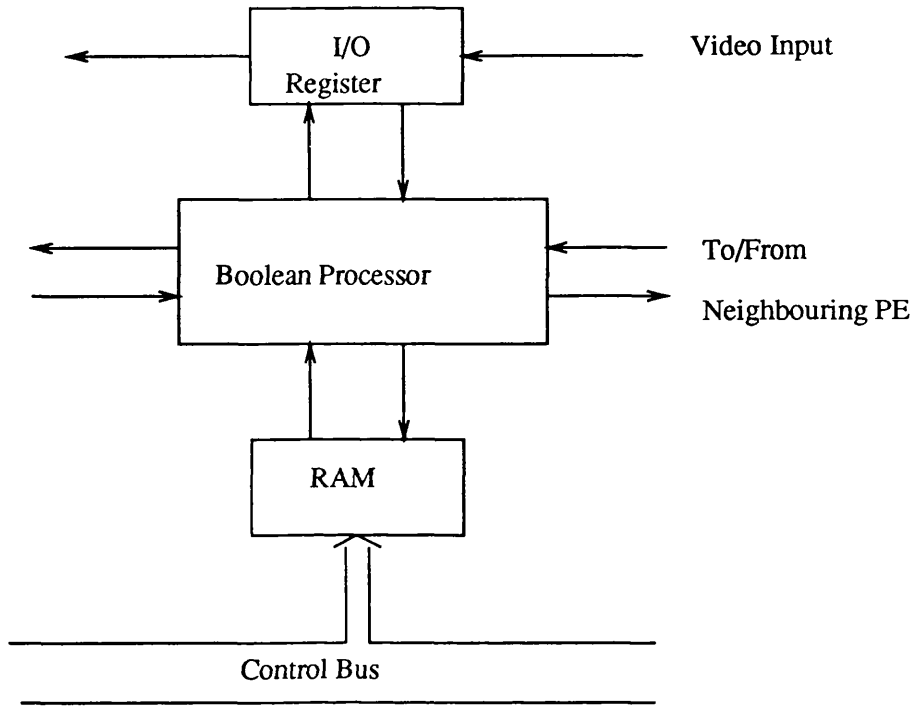 I/O
Register
Video Input
Boolean Processor
To/From
Neighbouring PE
RAM
Control Bus